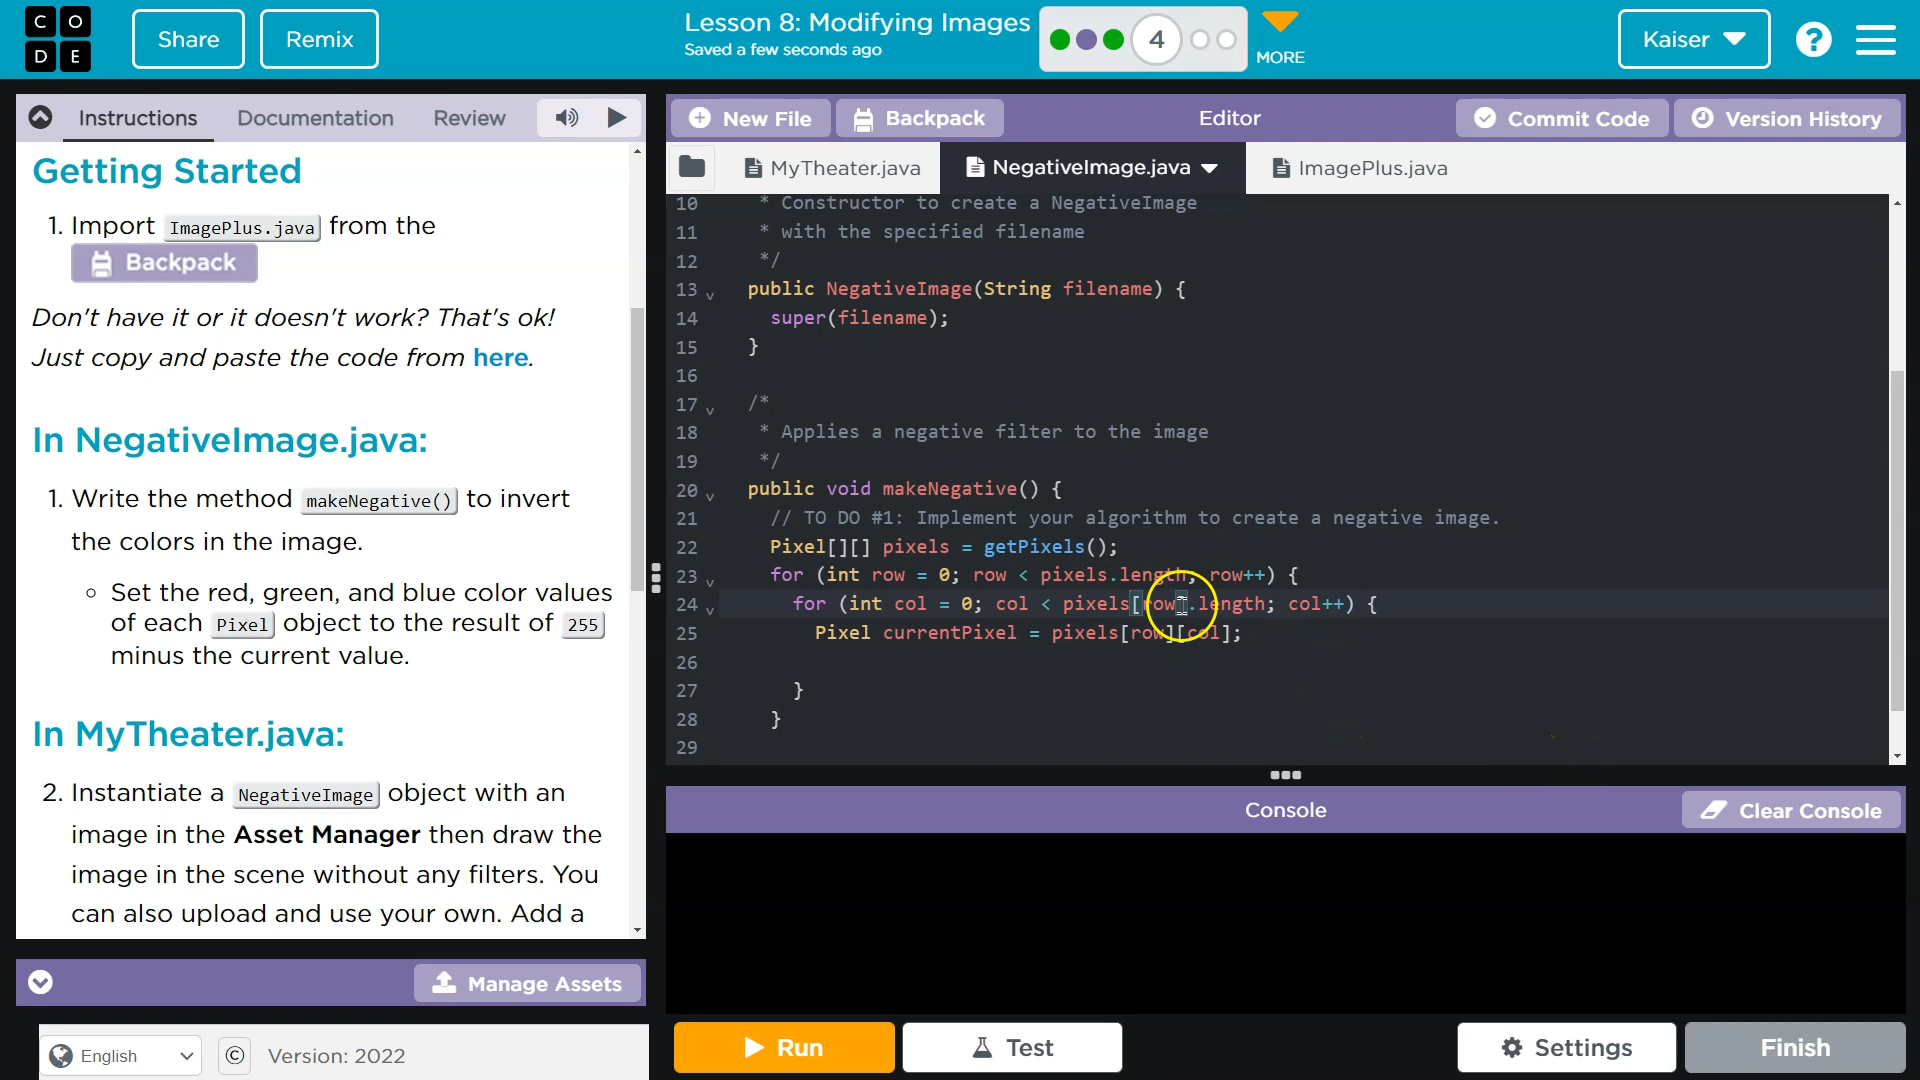 C O
D E
Share
Remix
Lesson 8: Modifying Images
Saved a few seconds ago
4
MORE
Kaiser
?
Instructions
Documentation
Review
Getting Started
1. Import ImagePlus.java from the
Backpack
Don't have it or it doesn't work? That's ok!
Just copy and paste the code from here.
In NegativeImage.java:
1. Write the method makeNegative() to invert
the colors in the image.
Set the red, green, and blue color values
of each Pixel object to the result of 255
minus the current value.
In MyTheater.java:
2. Instantiate a NegativeImage object with an
image in the Asset Manager then draw the
image in the scene without any filters. You
can also upload and use your own. Add a
Manage Assets
English
©
Version: 2022
New File
Backpack
Editor
Commit Code
Version History
MyTheater.java
NegativeImage.java
ImagePlus.java
10 * Constructor to create a NegativeImage
11 * with the specified filename
12 */
13 public NegativeImage(String filename) {
14 super(filename);
15 }
16
17 /*
18 * Applies a negative filter to the image
19 */
20 public void makeNegative() {
21 // TO DO #1: Implement your algorithm to create a negative image.
22 Pixel[][] pixels = getPixels();
23 for (int row = 0; row < pixels.length; row++) {
24 for (int col = 0; col < pixels[row].length; col++) {
25 Pixel currentPixel = pixels[row][col];
26
27 }
28 }
29
Console
Clear Console
Run
Test
Settings
Finish